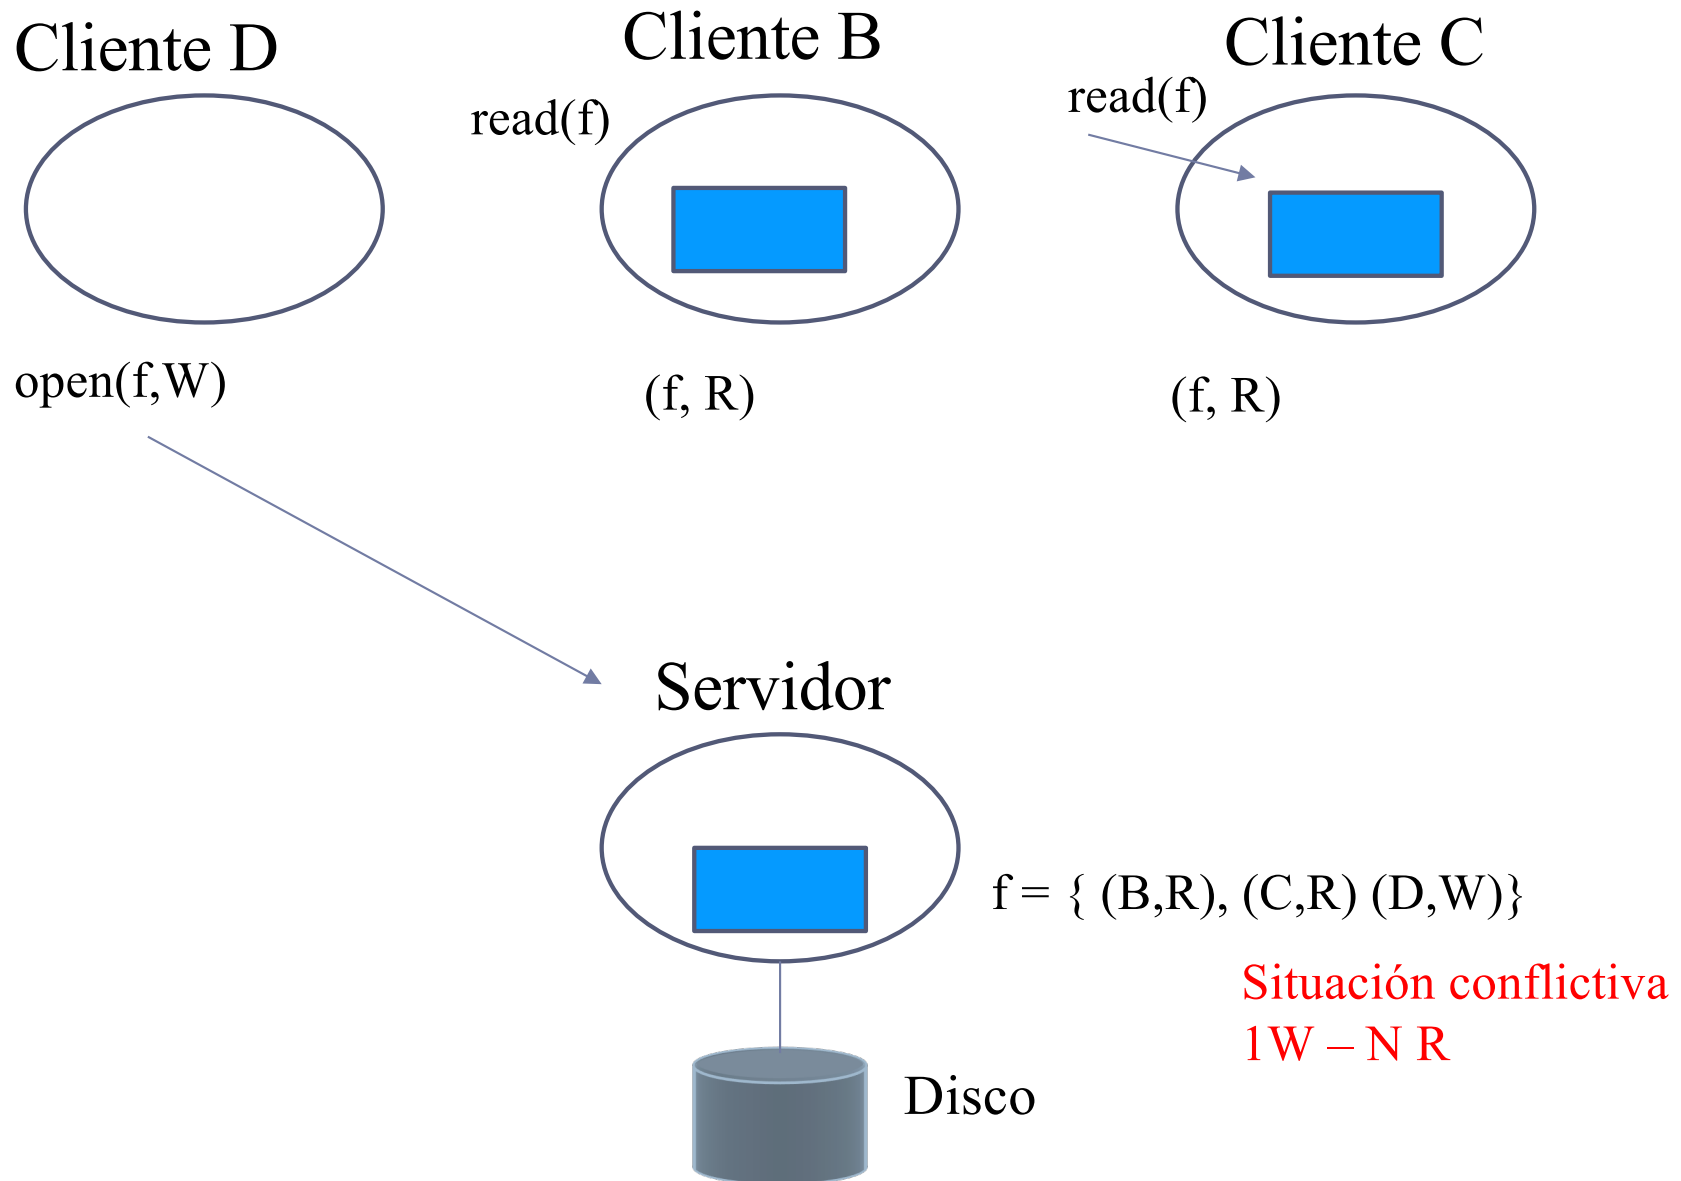 Cliente D
Cliente B
Cliente C
read(f)
read(f)
open(f,W)
(f, R)
(f, R)
Servidor
f = { (B,R), (C,R) (D,W)}
Situación conflictiva
1W – N R
Disco